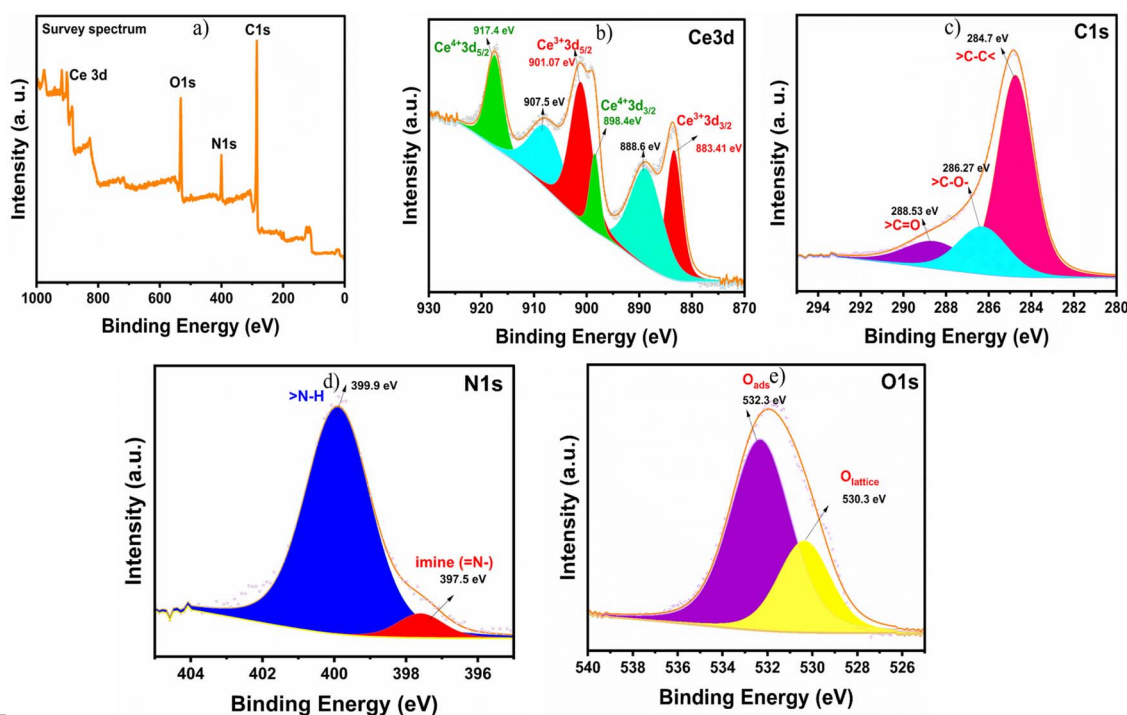 a)
Survey spectrum
C1s
Ce 3d
O1s
N1s
Intensity (a. u.)
1000 800 600 400 200 0
Binding Energy (eV)
b)
Ce3d
917.4 eV
Ce⁴⁺3d₅/₂
Ce³⁺3d₅/₂
901.07 eV
907.5 eV
Ce⁴⁺3d₃/₂
898.4eV
888.6 eV
Ce³⁺3d₃/₂
883.41 eV
Intensity (a.u.)
930 920 910 900 890 880 870
Binding Energy (eV)
c)
C1s
284.7 eV
>C-C<
286.27 eV
>C-O-
288.53 eV
>C=O
Intensity (a.u.)
294 292 290 288 286 284 282 280
Binding Energy (eV)
d)
N1s
>N-H
399.9 eV
imine (=N-)
397.5 eV
Intensity (a.u.)
404 402 400 398 396
Binding Energy (eV)
e)
O1s
Oads
532.3 eV
Olattice
530.3 eV
Intensity (a.u.)
540 538 536 534 532 530 528 526
Binding Energy (eV)